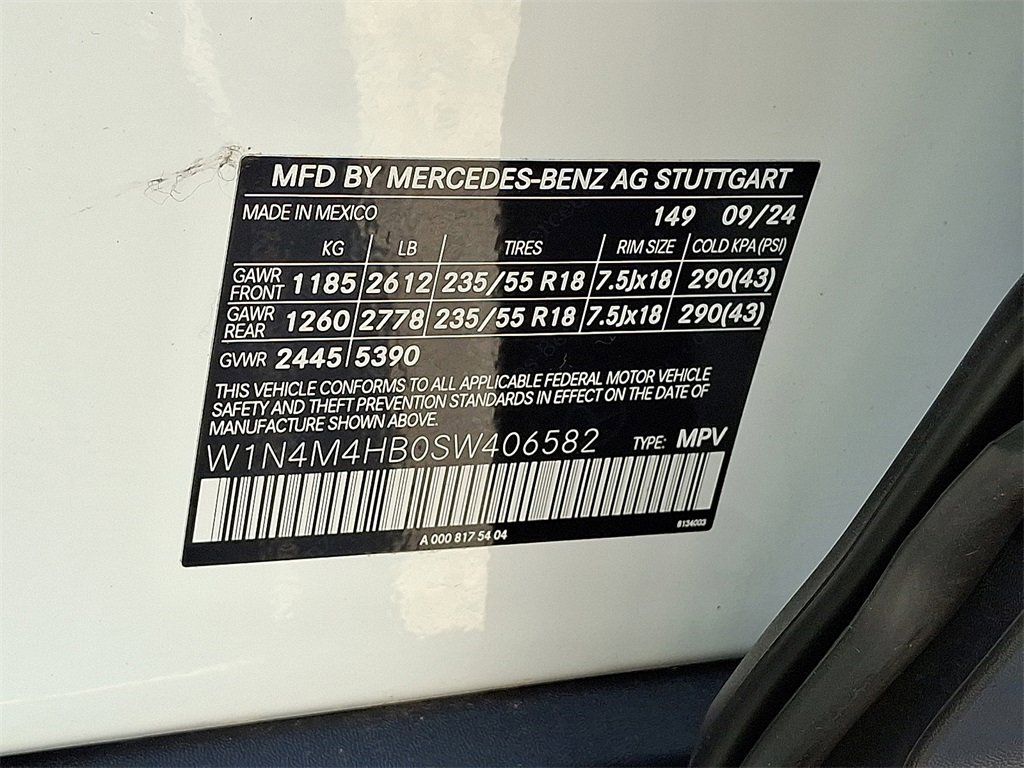 MFD BY MERCEDES-BENZ AG STUTTGART
MADE IN MEXICO 149 09/24
KG LB TIRES RIM SIZE COLD KPA (PSI)
GAWR FRONT 1185 2612 235/55 R18 7.5Jx18 290(43)
GAWR REAR 1260 2778 235/55 R18 7.5Jx18 290(43)
GVWR 2445 5390
THIS VEHICLE CONFORMS TO ALL APPLICABLE FEDERAL MOTOR VEHICLE
SAFETY AND THEFT PREVENTION STANDARDS IN EFFECT ON THE DATE OF
MANUFACTURE SHOWN ABOVE.
W1N4M4HB0SW406582 TYPE: MPV
A 000 817 54 04 8134003